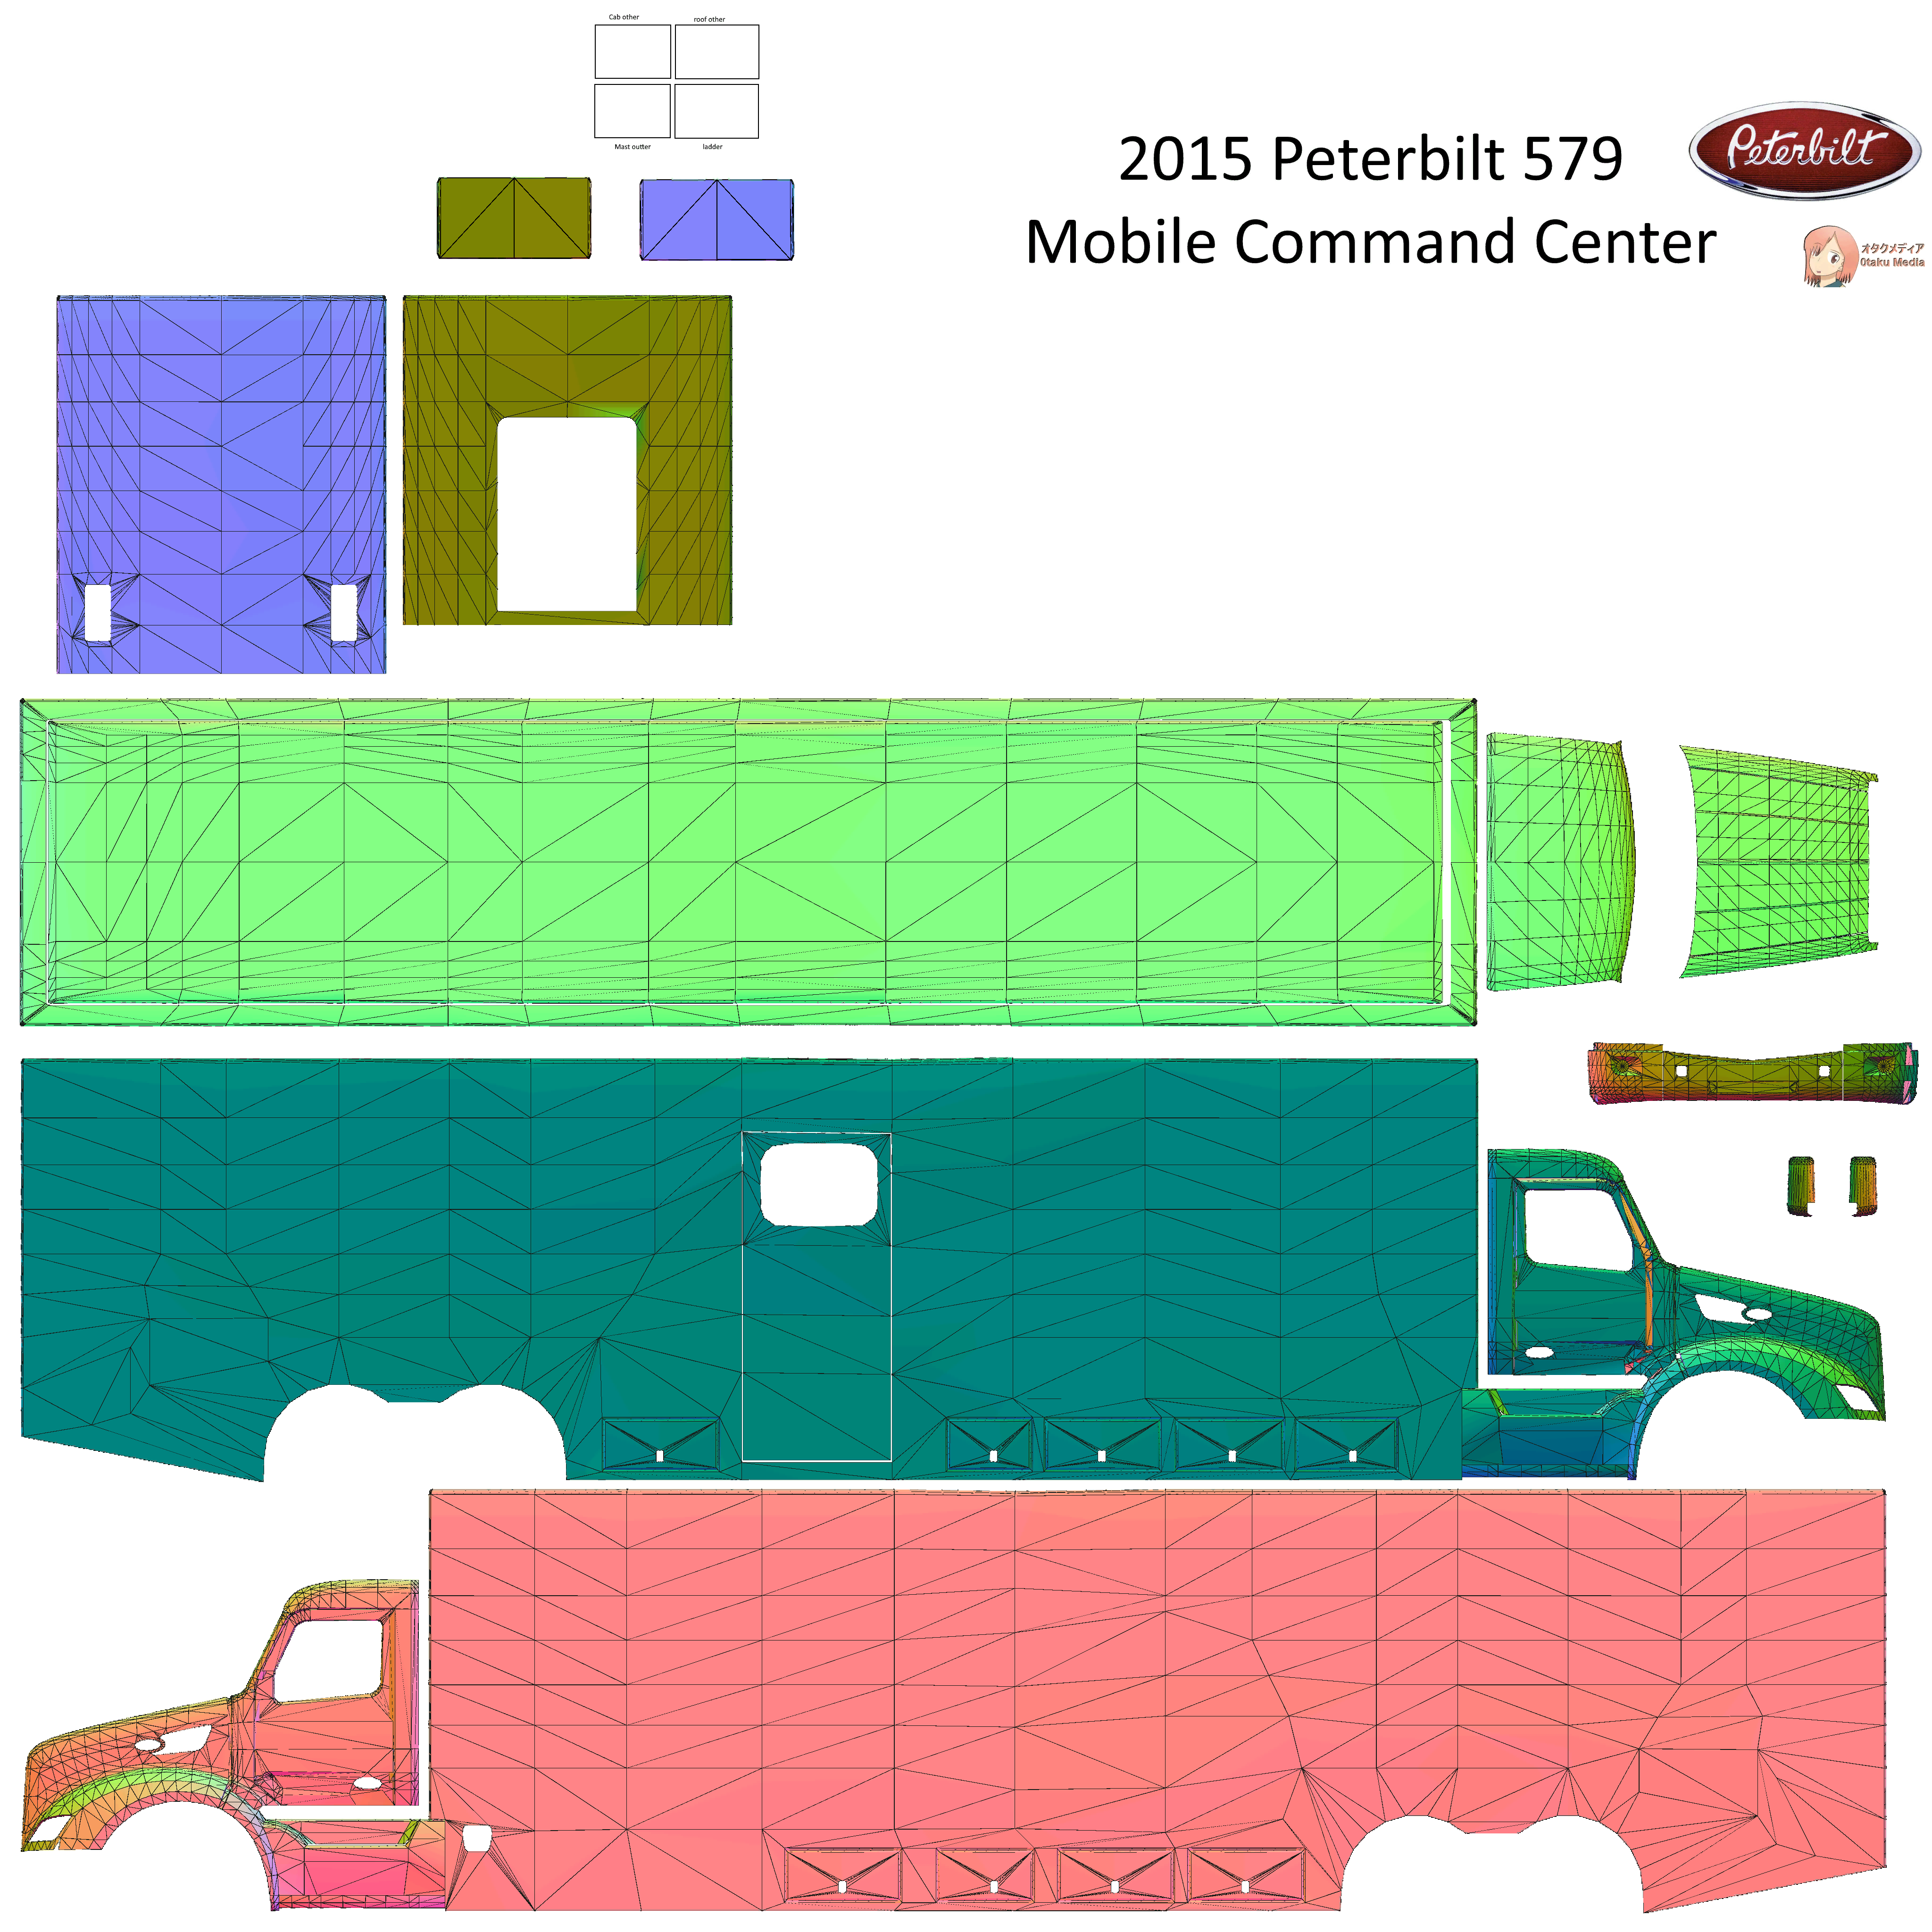 Cab other
roof other
Mast outter
ladder
2015 Peterbilt 579
Mobile Command Center
Peterbilt
オタクメディア
Otaku Media